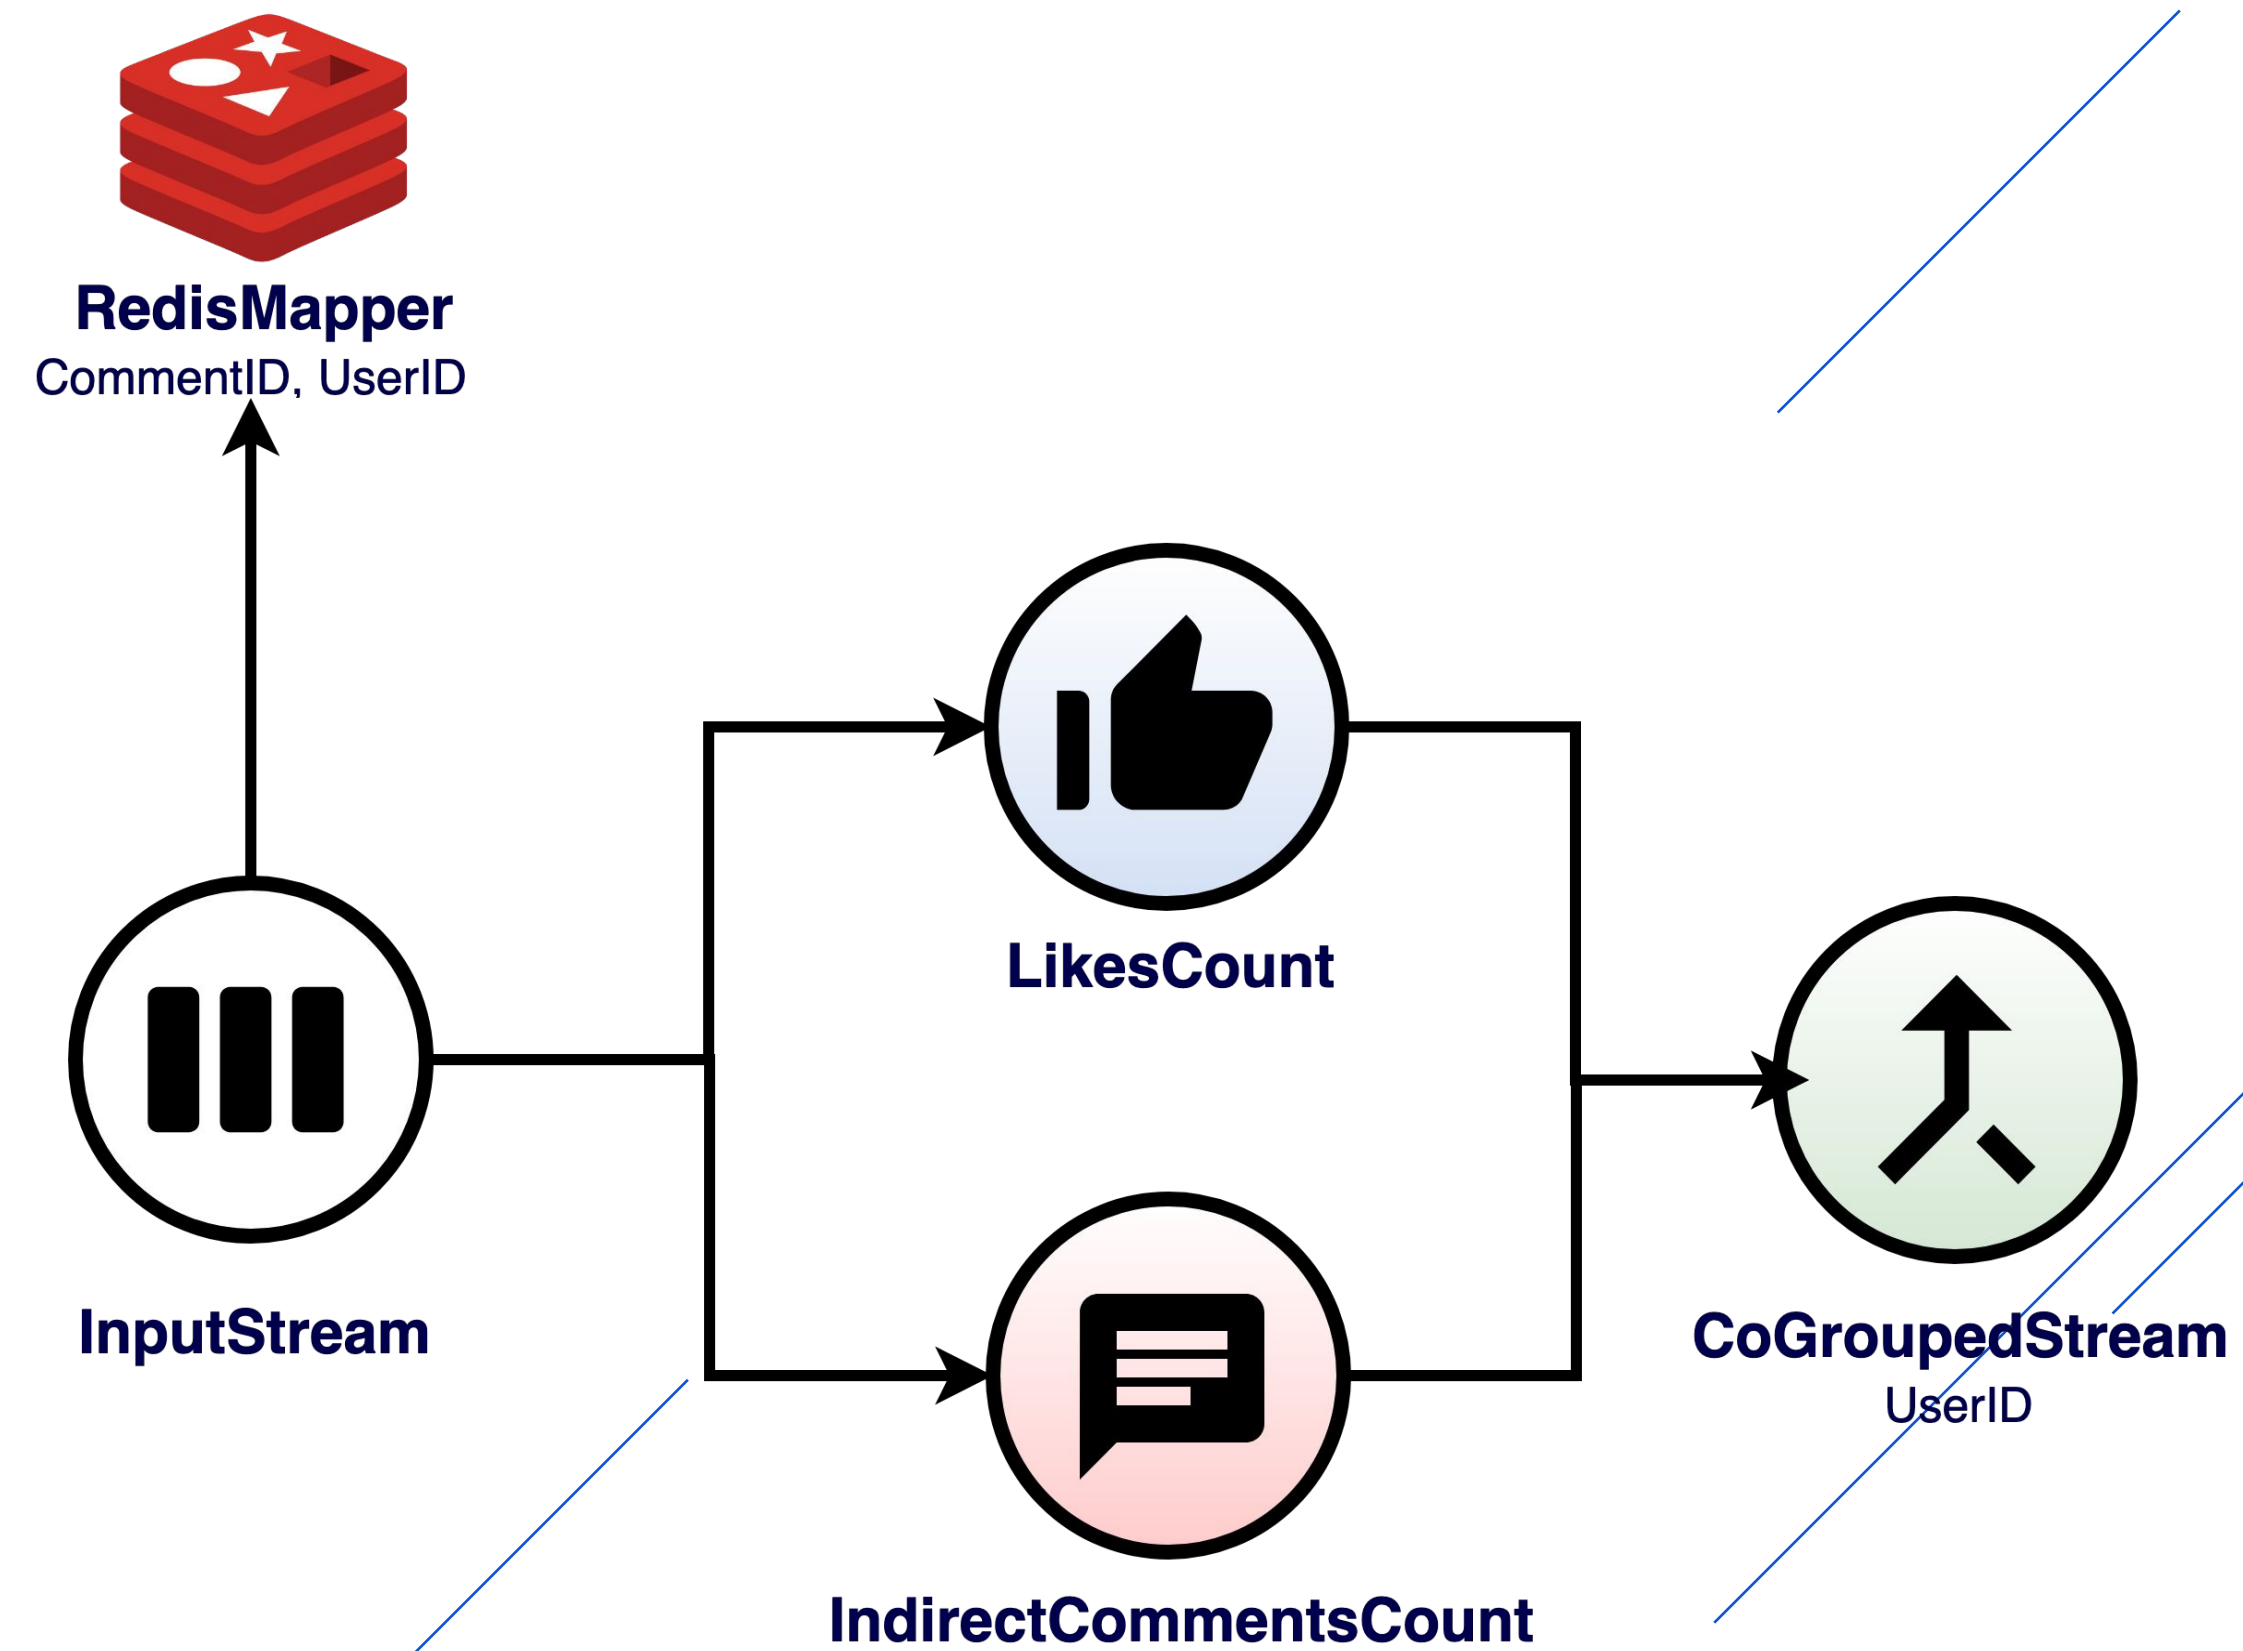 RedisMapper
CommentID, UserID
LikesCount
InputStream
CoGroupedStream
UserID
IndirectCommentsCount